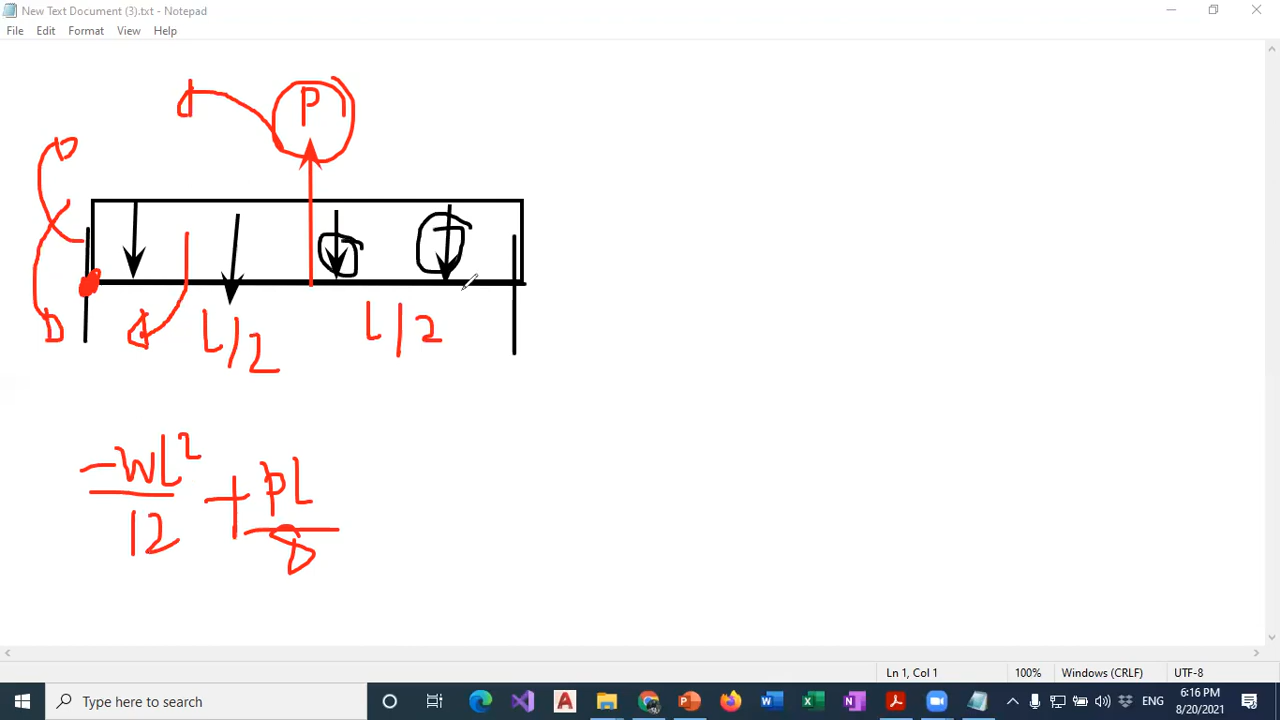 New Text Document (3).txt - Notepad
File Edit Format View Help
P
L/2 L/2
-WL² + PL
12 8
Ln 1, Col 1 100% Windows (CRLF) UTF-8
Type here to search
ENG
6:16 PM
8/20/2021